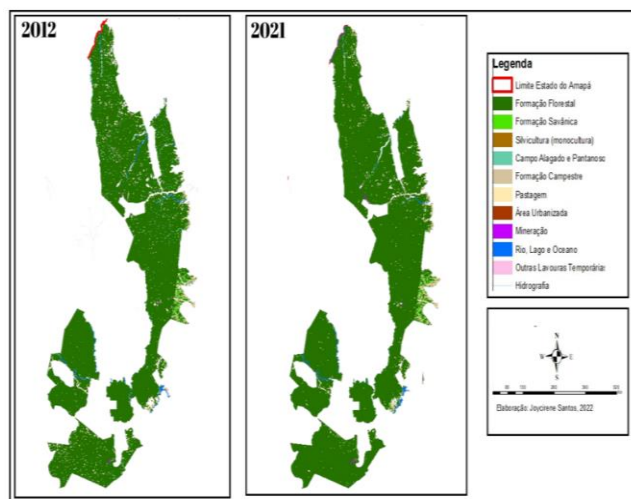 2012
2021
Legenda
Limite Estado do Amapá
Formação Florestal
Formação Savânica
Silvicultura (monocultura)
Campo Alagado e Pantanoso
Formação Campestre
Pastagem
Área Urbanizada
Mineração
Rio, Lago e Oceano
Outras Lavouras Temporárias
Hidrografia
N
W
E
S
Elaboração: Joycirene Santos, 2022